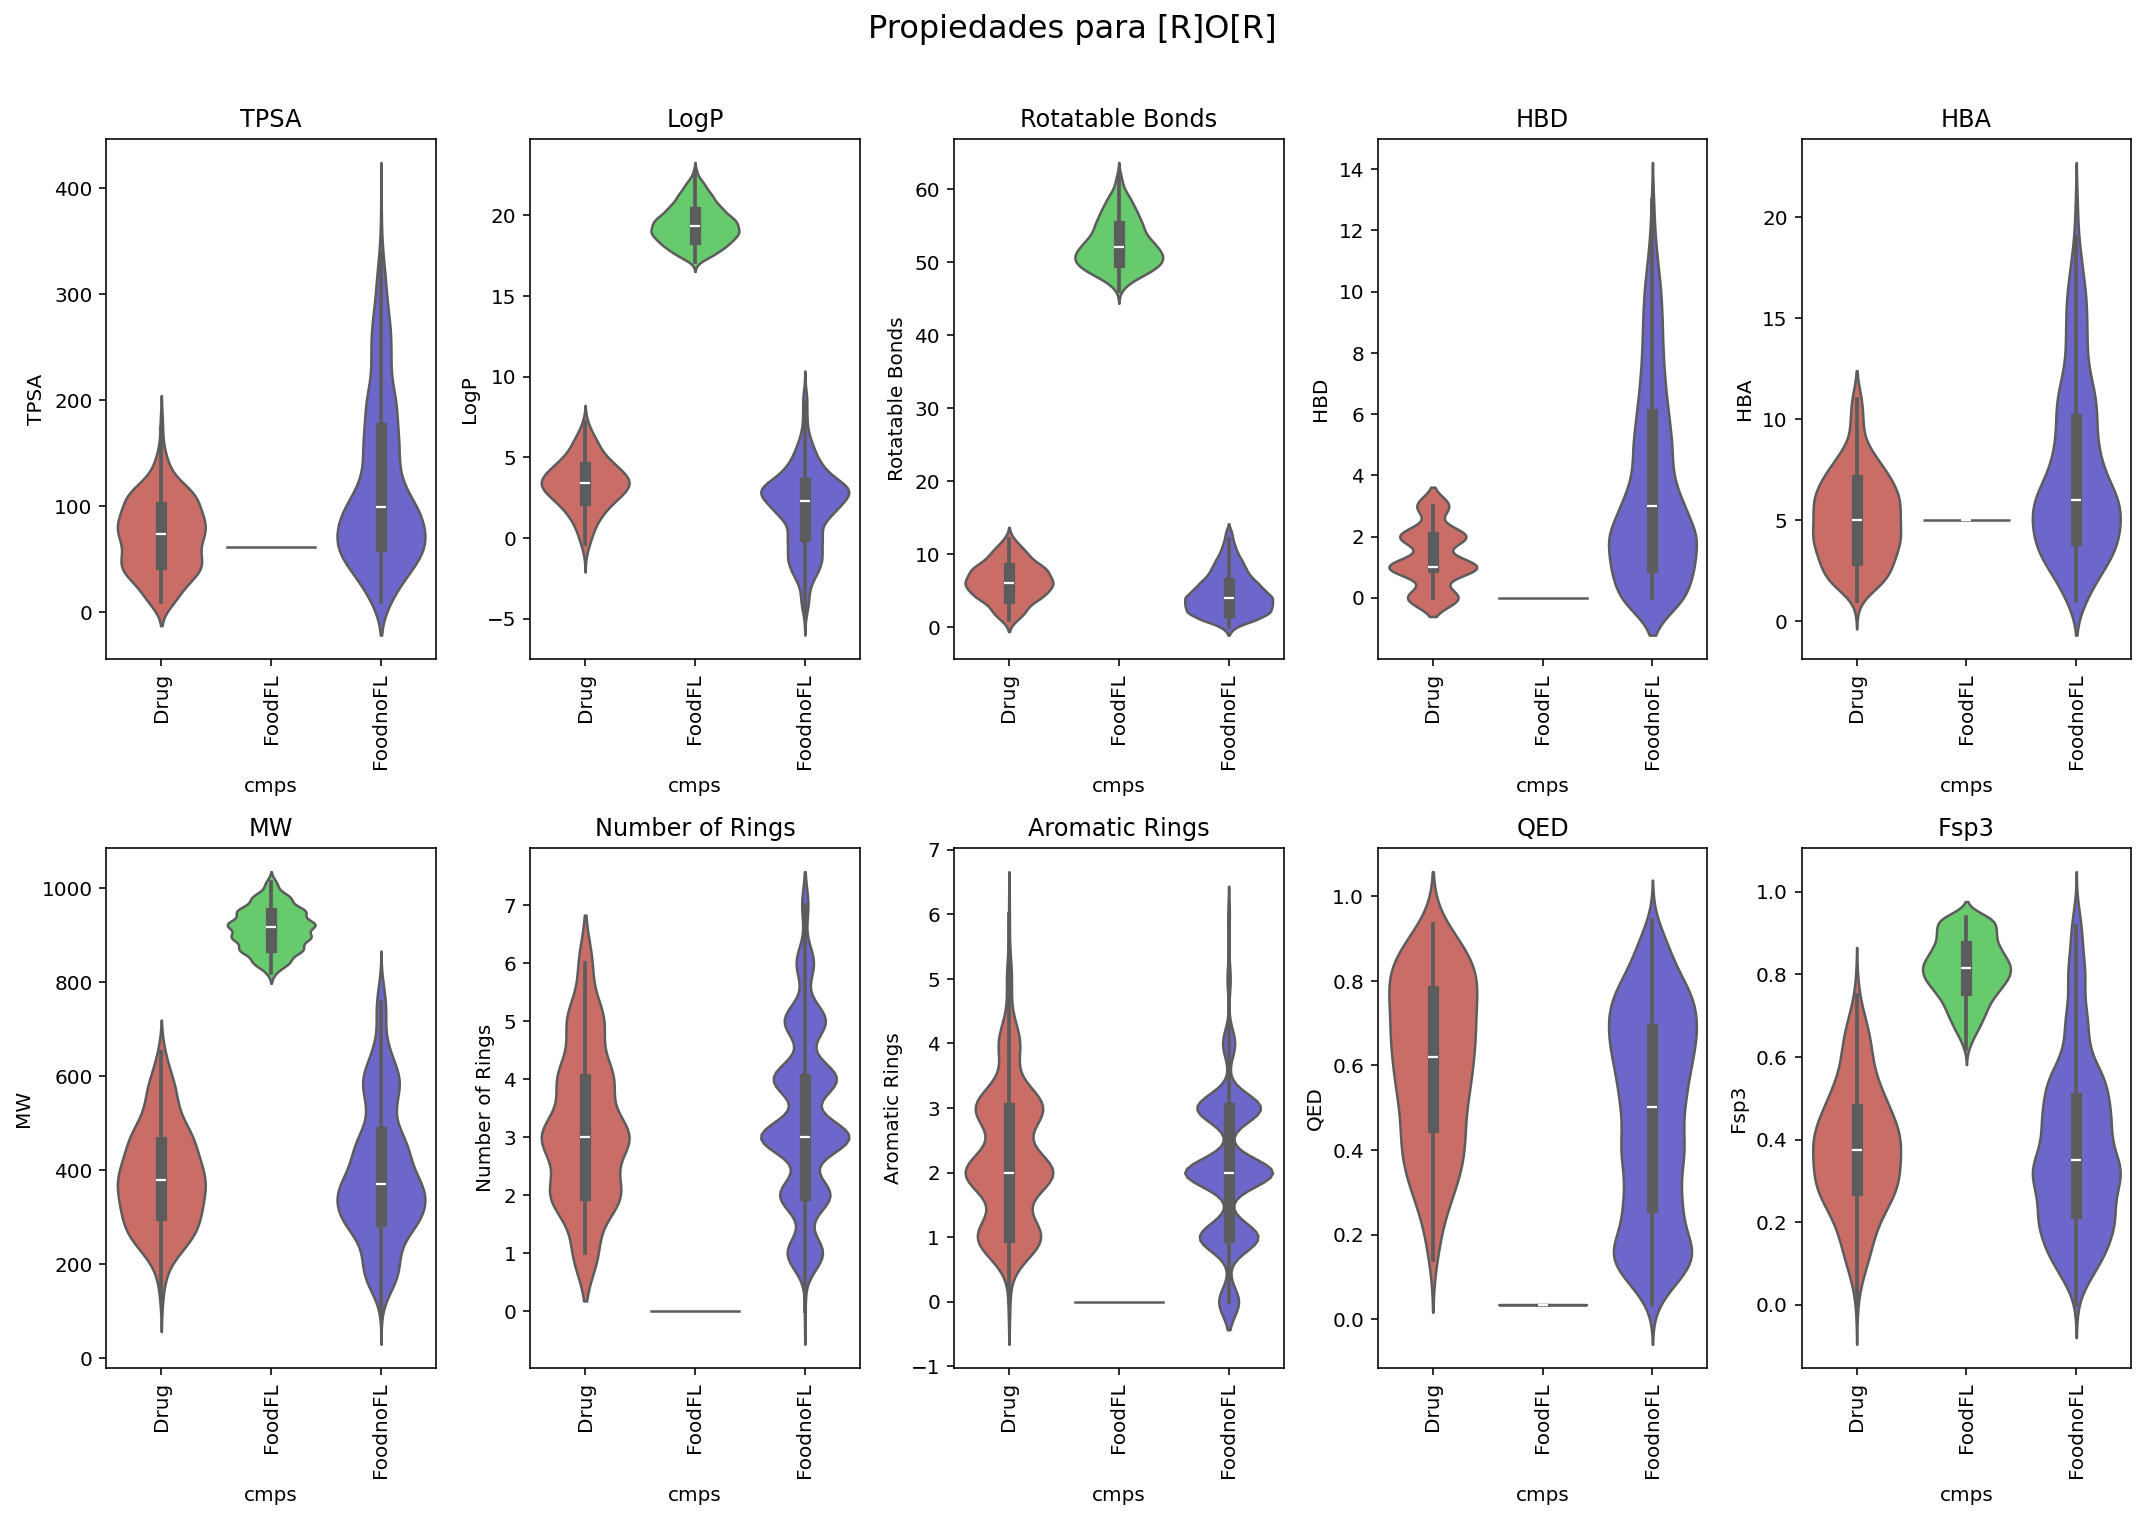 Propiedades para [R]O[R]
TPSA
TPSA
400
300
200
100
0
Drug
FoodFL
FoodnoFL
cmps
LogP
LogP
20
15
10
5
0
−5
Drug
FoodFL
FoodnoFL
cmps
Rotatable Bonds
Rotatable Bonds
60
50
40
30
20
10
0
Drug
FoodFL
FoodnoFL
cmps
HBD
HBD
14
12
10
8
6
4
2
0
Drug
FoodFL
FoodnoFL
cmps
HBA
HBA
20
15
10
5
0
Drug
FoodFL
FoodnoFL
cmps
MW
MW
1000
800
600
400
200
0
Drug
FoodFL
FoodnoFL
cmps
Number of Rings
Number of Rings
7
6
5
4
3
2
1
0
Drug
FoodFL
FoodnoFL
cmps
Aromatic Rings
Aromatic Rings
7
6
5
4
3
2
1
0
−1
Drug
FoodFL
FoodnoFL
cmps
QED
QED
1.0
0.8
0.6
0.4
0.2
0.0
Drug
FoodFL
FoodnoFL
cmps
Fsp3
Fsp3
1.0
0.8
0.6
0.4
0.2
0.0
Drug
FoodFL
FoodnoFL
cmps